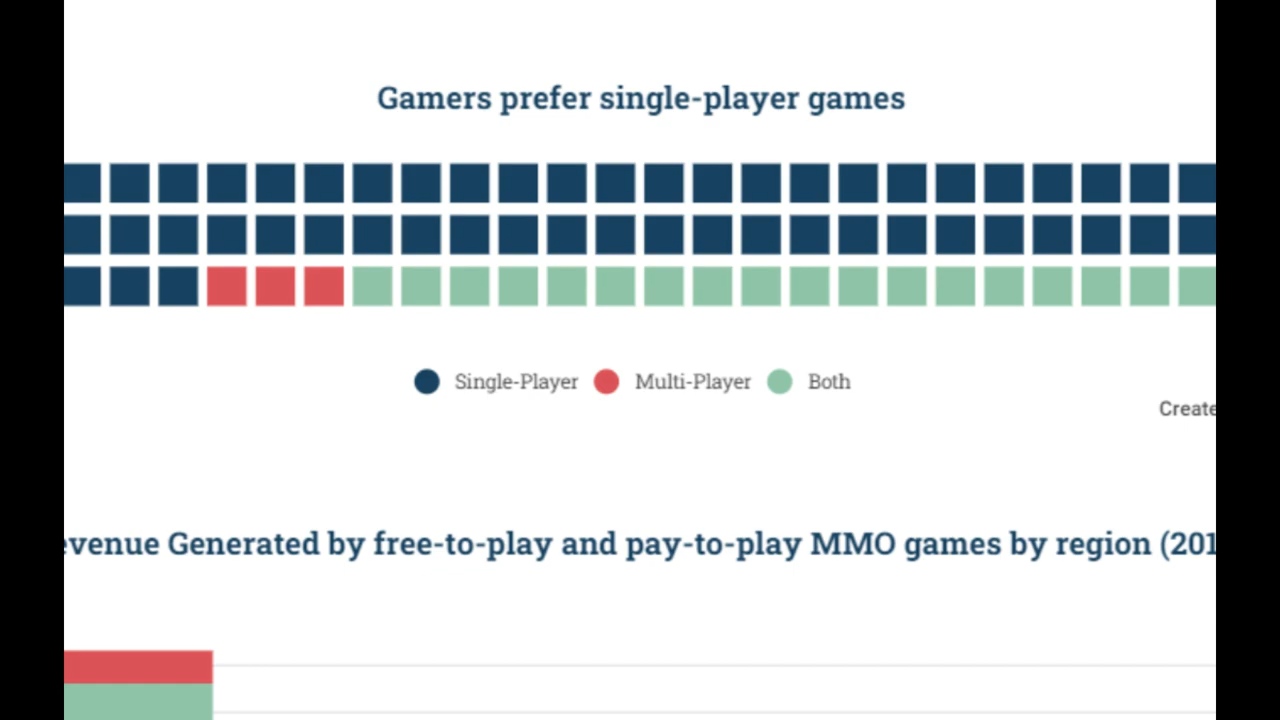 Gamers prefer single-player games
Single-Player Multi-Player Both
Create
evenue Generated by free-to-play and pay-to-play MMO games by region (201